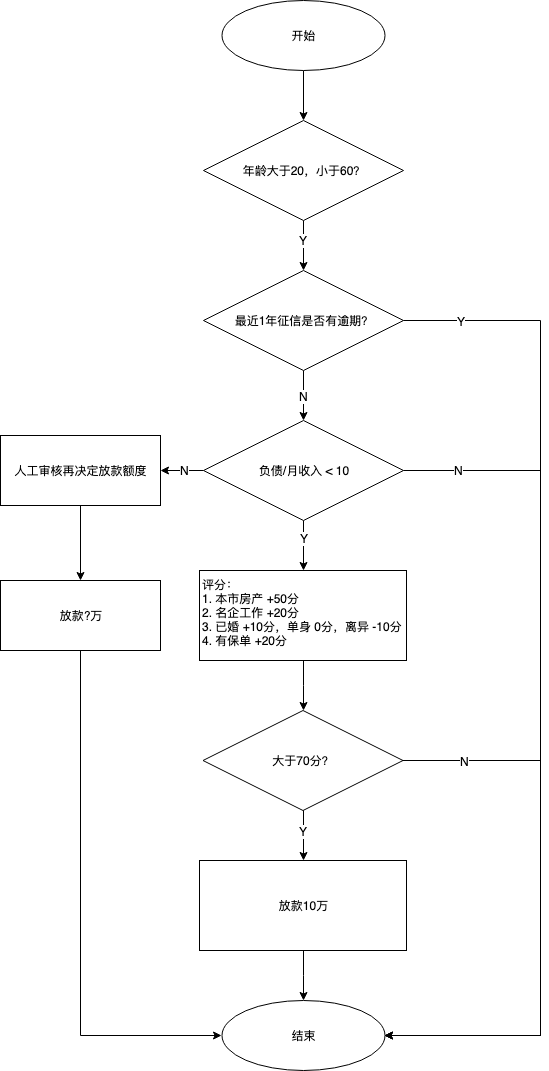 开始
年龄大于20，小于60?
Y
最近1年征信是否有逾期?
Y
N
人工审核再决定放款额度
N
负债/月收入 < 10
N
Y
放款?万
评分：
1. 本市房产 +50分
2. 名企工作 +20分
3. 已婚 +10分，单身 0分，离异 -10分
4. 有保单 +20分
大于70分?
N
Y
放款10万
结束